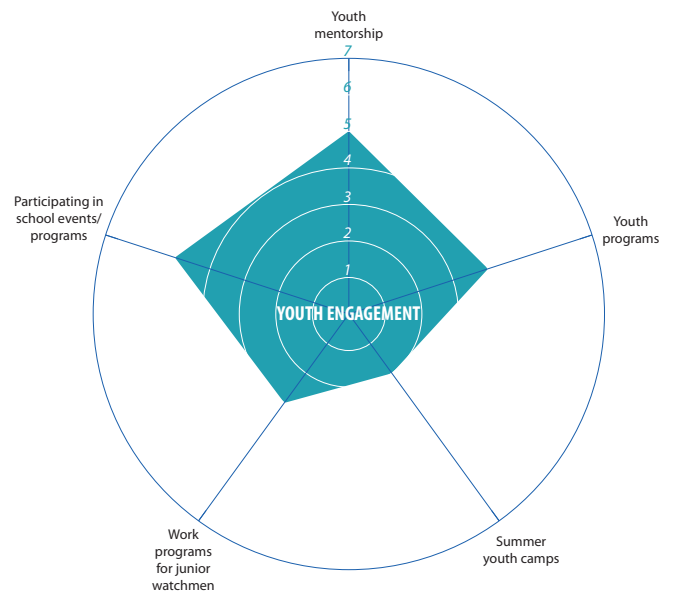 Youth
mentorship
7
6
5
4
3
2
1
Participating in
school events/
programs
Youth
programs
YOUTH ENGAGEMENT
Work
programs
for junior
watchmen
Summer
youth camps